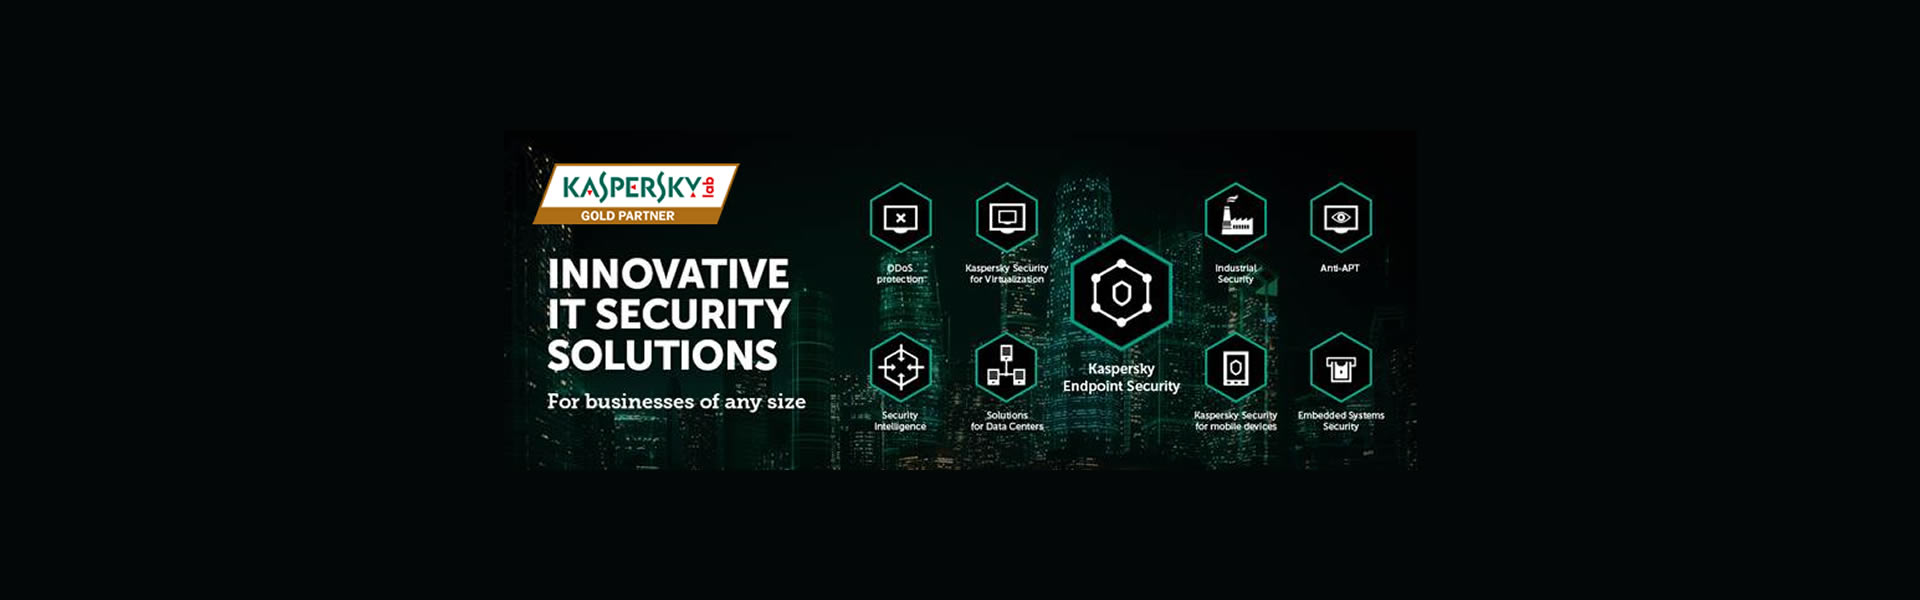 KASPERSKY lab
GOLD PARTNER
INNOVATIVE
IT SECURITY
SOLUTIONS
For businesses of any size
DDoS
protection
Kaspersky Security
for Virtualization
Industrial
Security
Anti-APT
Kaspersky
Endpoint Security
Security
Intelligence
Solutions
for Data Centers
Kaspersky Security
for mobile devices
Embedded Systems
Security